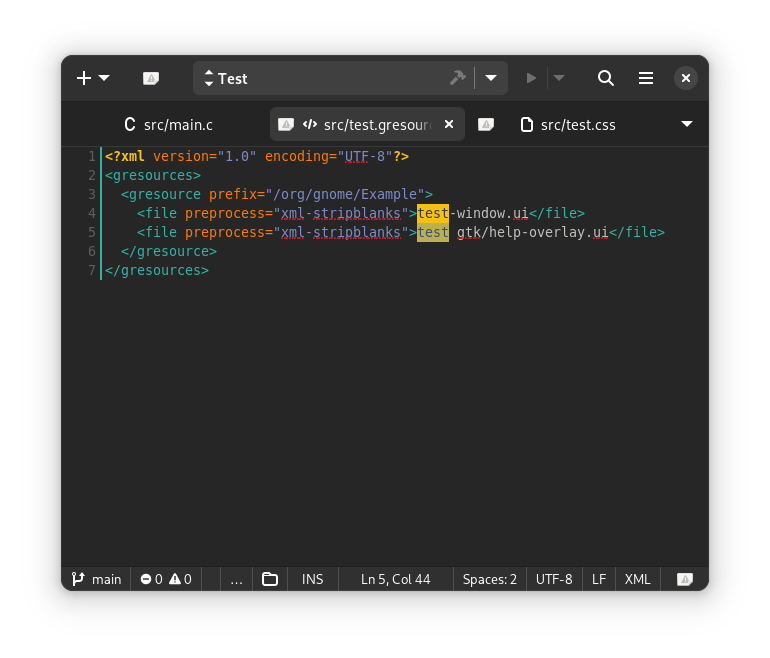 Test
src/main.c
src/test.gresour
src/test.css
1 <?xml version="1.0" encoding="UTF-8"?>
2 <gresources>
3 <gresource prefix="/org/gnome/Example">
4 <file preprocess="xml-stripblanks">test-window.ui</file>
5 <file preprocess="xml-stripblanks">test gtk/help-overlay.ui</file>
6 </gresource>
7 </gresources>
main 0 0 ... INS Ln 5, Col 44 Spaces: 2 UTF-8 LF XML